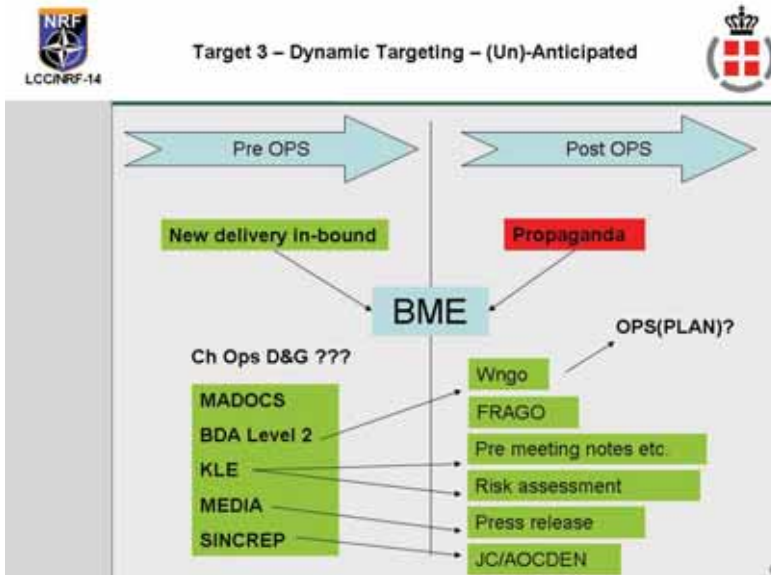 NRF
LCC/NRF-14
Target 3 – Dynamic Targeting – (Un)-Anticipated
Pre OPS
Post OPS
New delivery in-bound
Propaganda
BME
OPS(PLAN)?
Ch Ops D&G ???
MADOCS
BDA Level 2
KLE
MEDIA
SINCREP
Wngo
FRAGO
Pre meeting notes etc.
Risk assessment
Press release
JC/AOCDEN